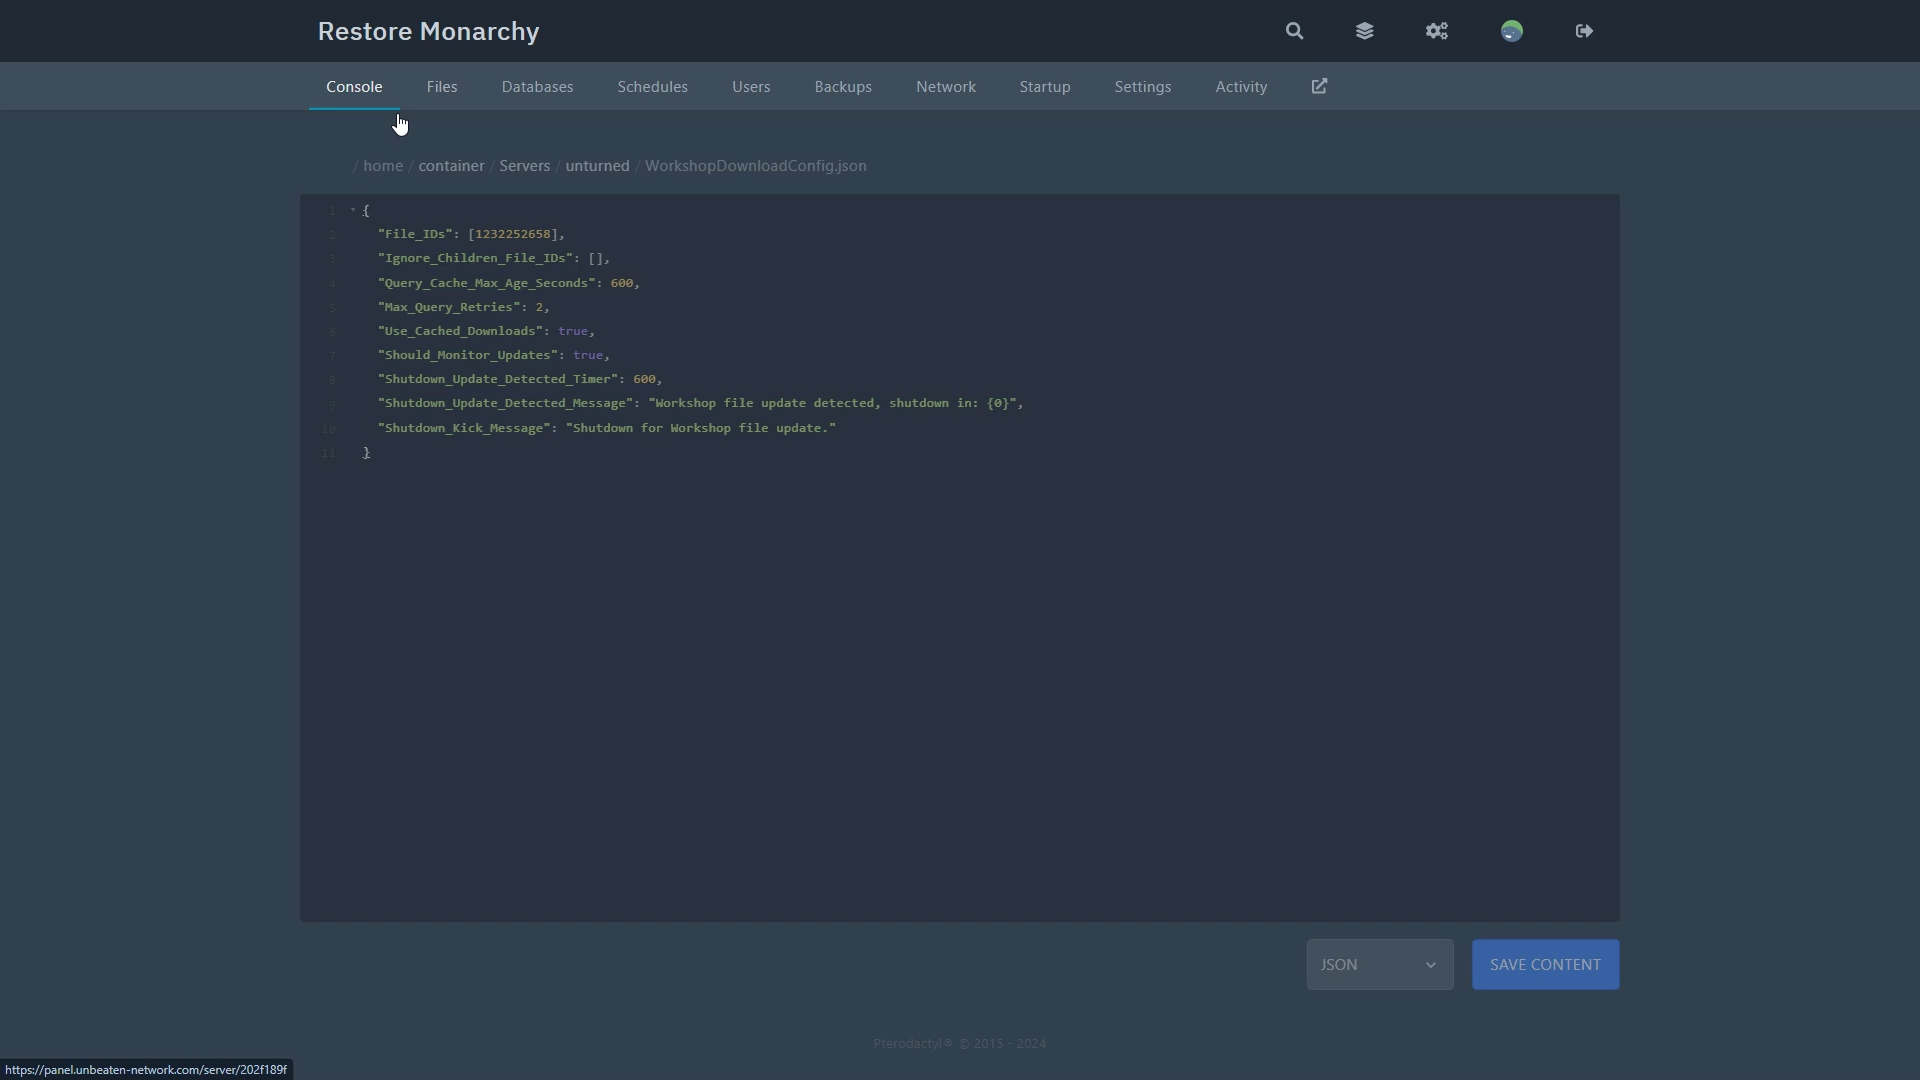 Restore Monarchy
Console Files Databases Schedules Users Backups Network Startup Settings Activity
/ home / container / Servers / unturned / WorkshopDownloadConfig.json
1 {
2 "File_IDs": [1232252658],
3 "Ignore_Children_File_IDs": [],
4 "Query_Cache_Max_Age_Seconds": 600,
5 "Max_Query_Retries": 2,
6 "Use_Cached_Downloads": true,
7 "Should_Monitor_Updates": true,
8 "Shutdown_Update_Detected_Timer": 600,
9 "Shutdown_Update_Detected_Message": "Workshop file update detected, shutdown in: {0}",
10 "Shutdown_Kick_Message": "Shutdown for Workshop file update."
11 }
JSON SAVE CONTENT
Pterodactyl® © 2015 - 2024
https://panel.unbeaten-network.com/server/202f189f